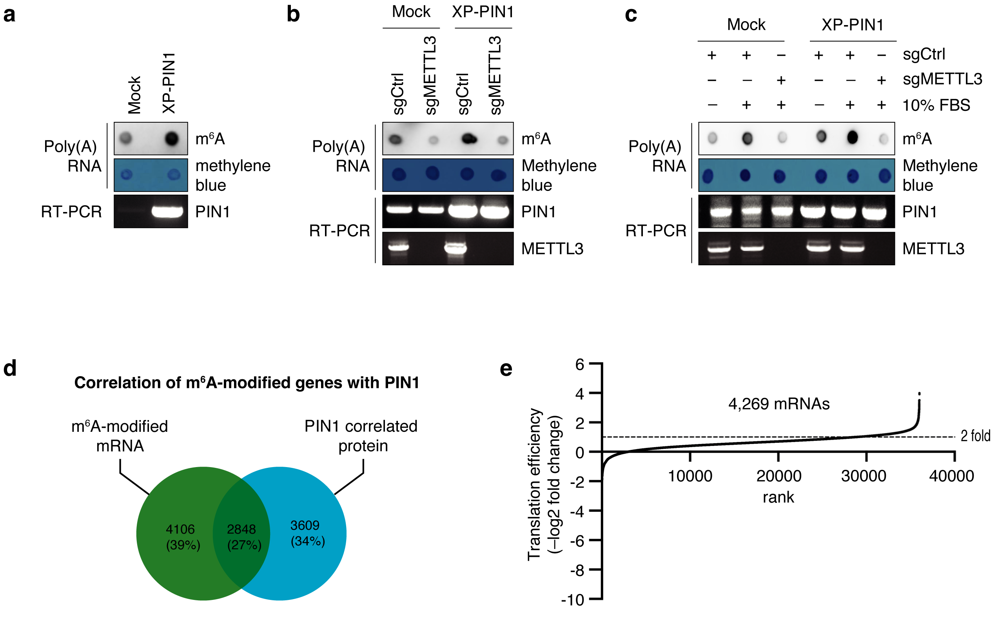 a
Mock
XP-PIN1
Poly(A)
RNA
m⁶A
methylene
blue
RT-PCR
PIN1
b
Mock
XP-PIN1
sgCtrl
sgMETTL3
sgCtrl
sgMETTL3
Poly(A)
RNA
m⁶A
Methylene
blue
RT-PCR
PIN1
METTL3
c
Mock
XP-PIN1
+ + − + + − sgCtrl
− − + − − + sgMETTL3
− + + − + + 10% FBS
Poly(A)
RNA
m⁶A
Methylene
blue
RT-PCR
PIN1
METTL3
d
Correlation of m⁶A-modified genes with PIN1
m⁶A-modified
mRNA
PIN1 correlated
protein
4106
(39%)
2848
(27%)
3609
(34%)
e
Translation efficiency
(−log2 fold change)
6
4
2
0
-2
-4
-6
-8
-10
4,269 mRNAs
2 fold
10000 20000 30000 40000
rank